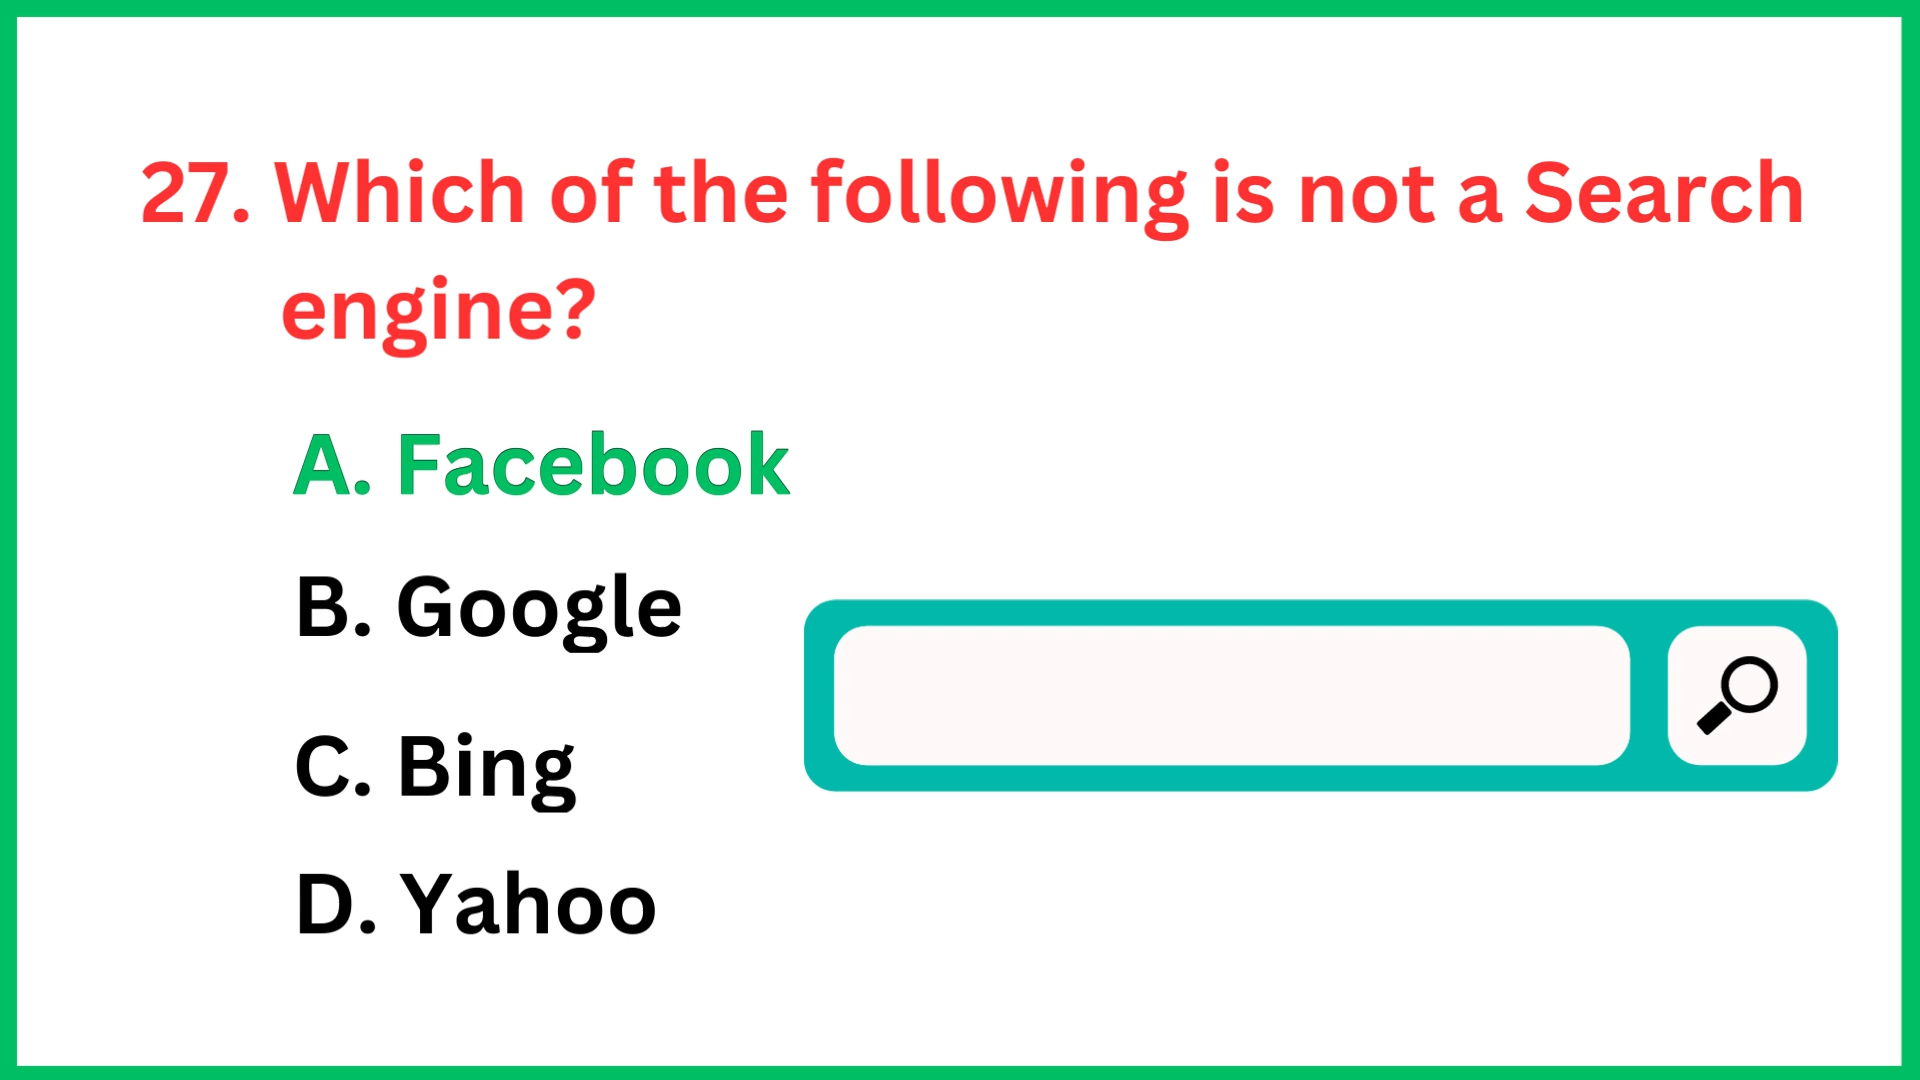 27. Which of the following is not a Search
engine?
A. Facebook
B. Google
C. Bing
D. Yahoo